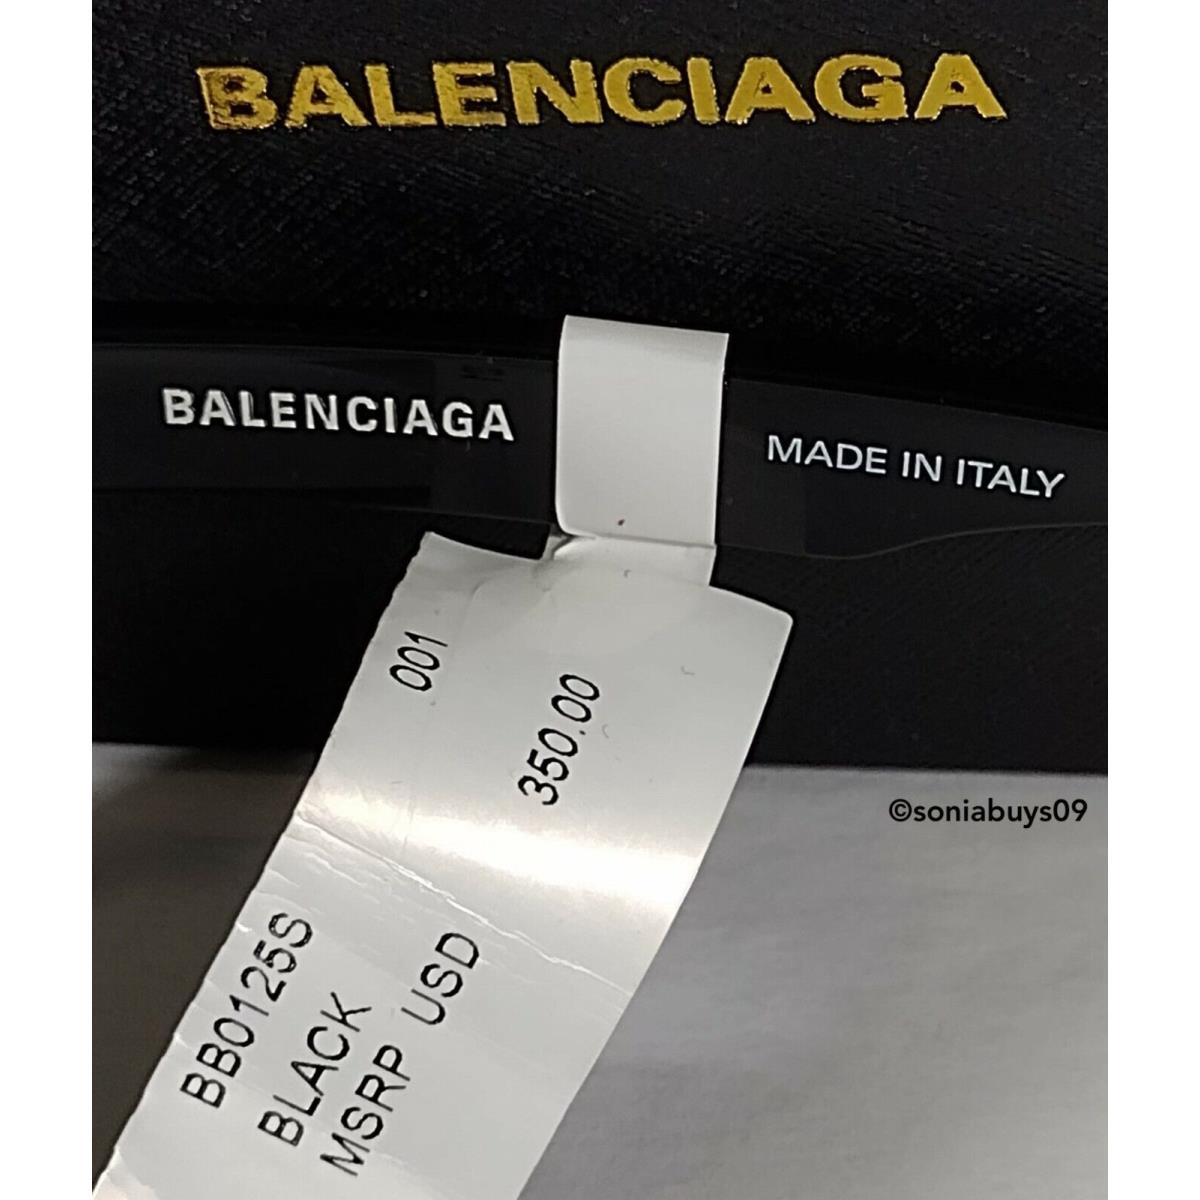 BALENCIAGA
BALENCIAGA
MADE IN ITALY
BB0125S 001
BLACK
MSRP USD 350.00
©soniabuys09